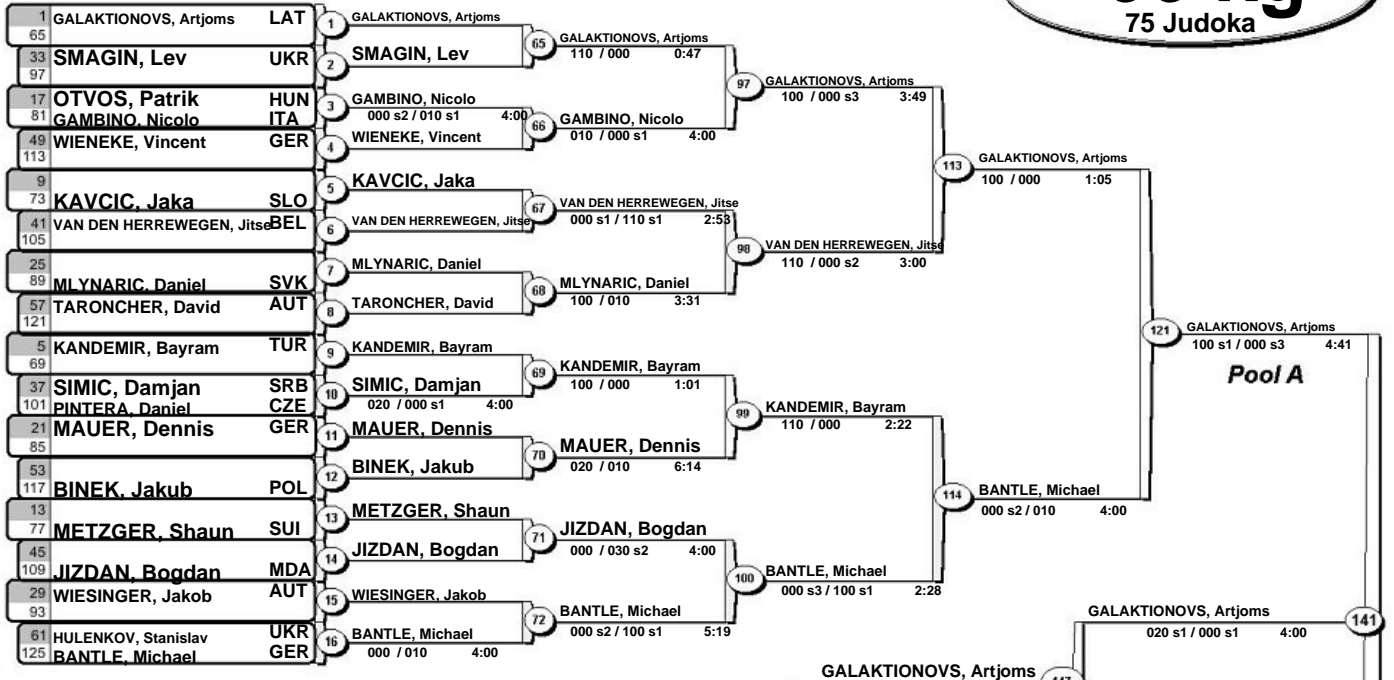 75 Judoka
1 GALAKTIONOVS, Artjoms LAT
65
33 SMAGIN, Lev UKR
97
17 OTVOS, Patrik HUN
81 GAMBINO, Nicolo ITA
49 WIENEKE, Vincent GER
113
9
73 KAVCIC, Jaka SLO
41 VAN DEN HERREWEGEN, Jitse BEL
105
25
89 MLYNARIC, Daniel SVK
57 TARONCHER, David AUT
121
5 KANDEMIR, Bayram TUR
69
37 SIMIC, Damjan SRB
101 PINTERA, Daniel CZE
21 MAUER, Dennis GER
85
53
117 BINEK, Jakub POL
13
77 METZGER, Shaun SUI
45
109 JIZDAN, Bogdan MDA
29 WIESINGER, Jakob AUT
93
61 HULENKOV, Stanislav UKR
125 BANTLE, Michael GER
1 GALAKTIONOVS, Artjoms
2 SMAGIN, Lev
3 GAMBINO, Nicolo
000 s2 / 010 s1 4:00
4 WIENEKE, Vincent
5 KAVCIC, Jaka
6 VAN DEN HERREWEGEN, Jitse
7 MLYNARIC, Daniel
8 TARONCHER, David
9 KANDEMIR, Bayram
10 SIMIC, Damjan
020 / 000 s1 4:00
11 MAUER, Dennis
12 BINEK, Jakub
13 METZGER, Shaun
14 JIZDAN, Bogdan
15 WIESINGER, Jakob
16 BANTLE, Michael
000 / 010 4:00
65 GALAKTIONOVS, Artjoms
110 / 000 0:47
66 GAMBINO, Nicolo
010 / 000 s1 4:00
67 VAN DEN HERREWEGEN, Jitse
000 s1 / 110 s1 2:53
68 MLYNARIC, Daniel
100 / 010 3:31
69 KANDEMIR, Bayram
100 / 000 1:01
70 MAUER, Dennis
020 / 010 6:14
71 JIZDAN, Bogdan
000 / 030 s2 4:00
72 BANTLE, Michael
000 s2 / 100 s1 5:19
97 GALAKTIONOVS, Artjoms
100 / 000 s3 3:49
98 VAN DEN HERREWEGEN, Jitse
110 / 000 s2 3:00
99 KANDEMIR, Bayram
110 / 000 2:22
100 BANTLE, Michael
000 s3 / 100 s1 2:28
113 GALAKTIONOVS, Artjoms
100 / 000 1:05
114 BANTLE, Michael
000 s2 / 010 4:00
121 GALAKTIONOVS, Artjoms
100 s1 / 000 s3 4:41
Pool A
GALAKTIONOVS, Artjoms 141
020 s1 / 000 s1 4:00
GALAKTIONOVS, Artjoms